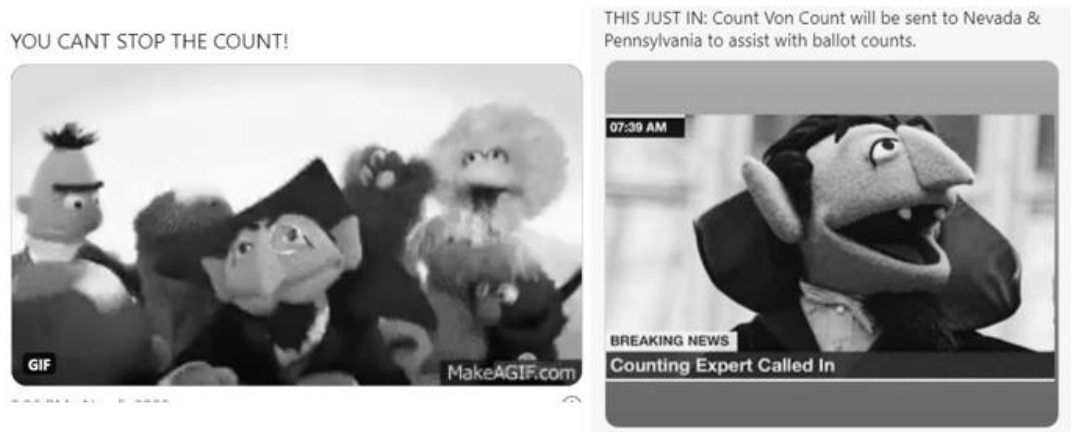 YOU CANT STOP THE COUNT!
GIF
MakeAGIF.com
THIS JUST IN: Count Von Count will be sent to Nevada &
Pennsylvania to assist with ballot counts.
07:39 AM
BREAKING NEWS
Counting Expert Called In